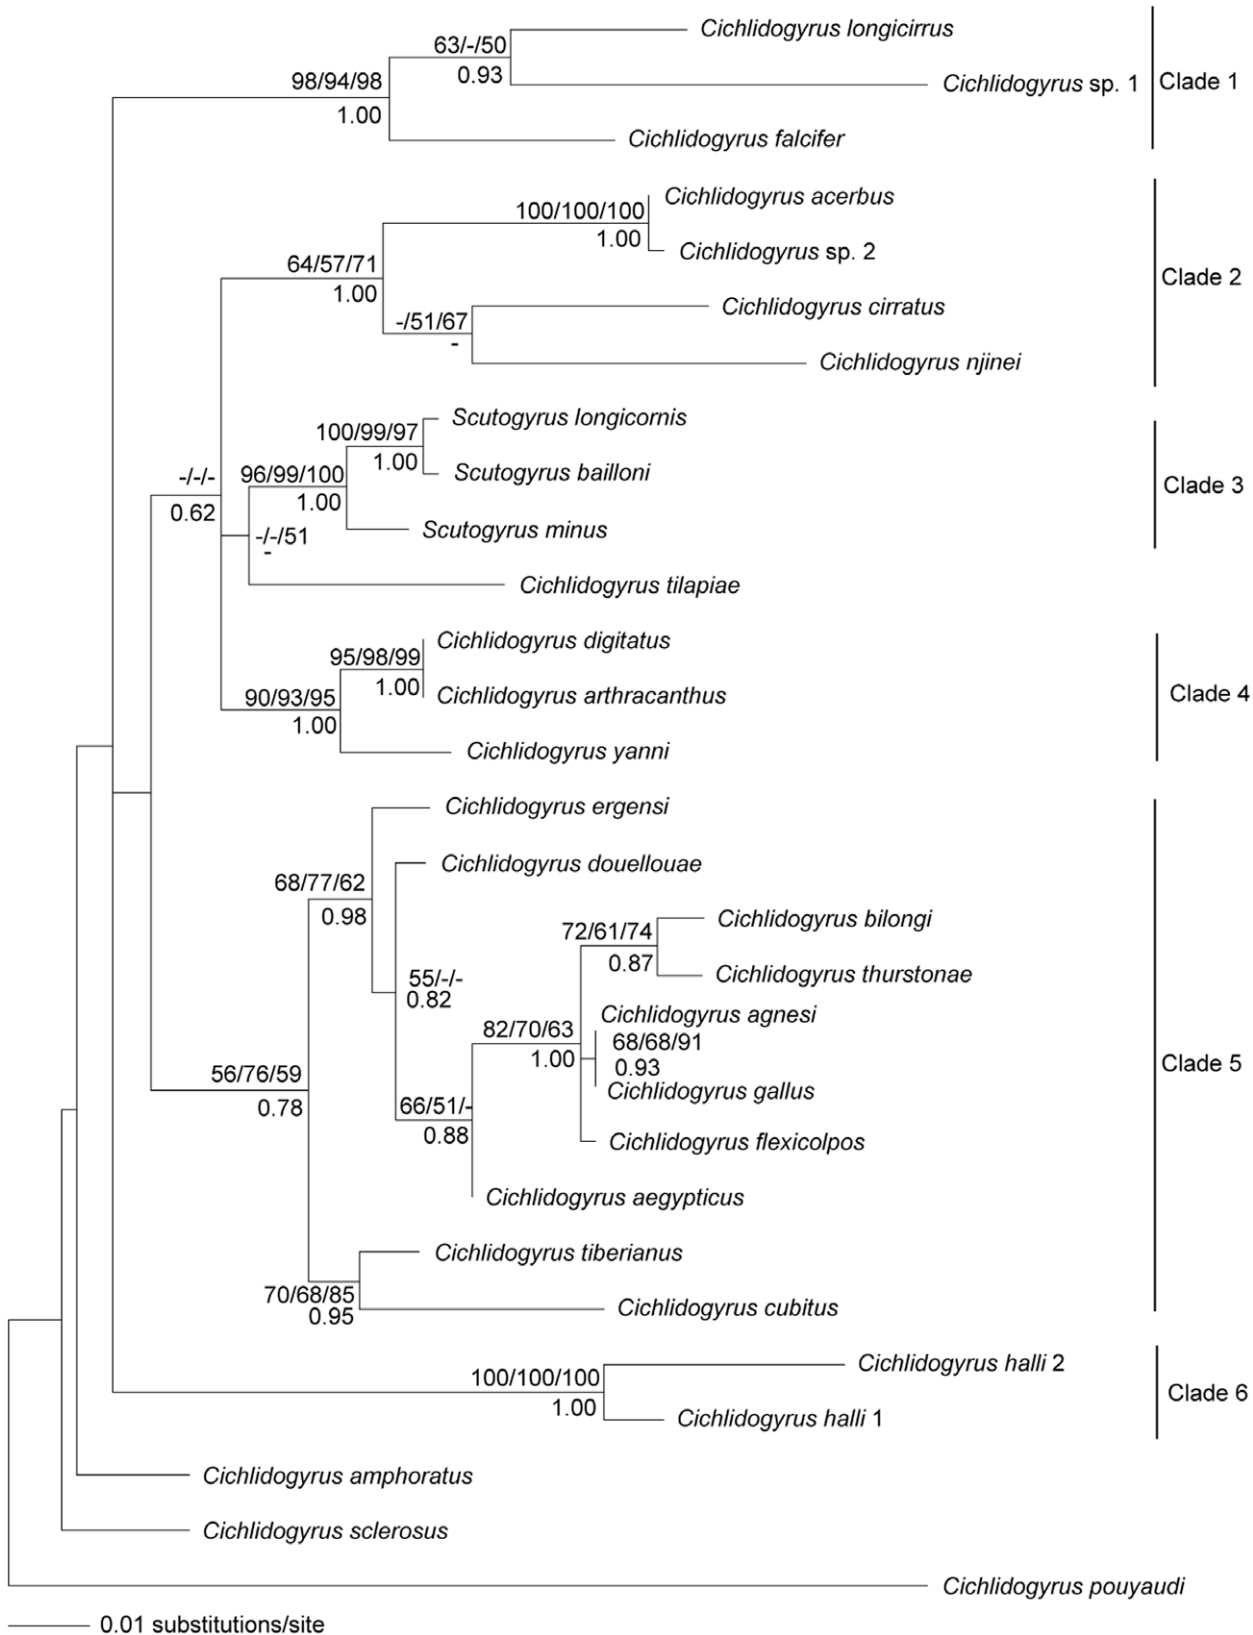 Cichlidogyrus longicirrus
63/-/50
0.93
Cichlidogyrus sp. 1
Clade 1
98/94/98
1.00
Cichlidogyrus falcifer
Cichlidogyrus acerbus
100/100/100
1.00
Cichlidogyrus sp. 2
64/57/71
1.00
Clade 2
Cichlidogyrus cirratus
-/51/67
-
Cichlidogyrus njinei
Scutogyrus longicornis
100/99/97
1.00
Scutogyrus bailloni
96/99/100
1.00
Clade 3
-/-/-
0.62
Scutogyrus minus
-/-/51
-
Cichlidogyrus tilapiae
Cichlidogyrus digitatus
95/98/99
1.00
Cichlidogyrus arthracanthus
90/93/95
1.00
Clade 4
Cichlidogyrus yanni
Cichlidogyrus ergensi
Cichlidogyrus douellouae
68/77/62
0.98
Cichlidogyrus bilongi
72/61/74
0.87
Cichlidogyrus thurstonae
55/-/-
0.82
Cichlidogyrus agnesi
82/70/63
1.00
68/68/91
0.93
Clade 5
56/76/59
0.78
Cichlidogyrus gallus
66/51/-
0.88
Cichlidogyrus flexicolpos
Cichlidogyrus aegypticus
Cichlidogyrus tiberianus
70/68/85
0.95
Cichlidogyrus cubitus
Cichlidogyrus halli 2
100/100/100
1.00
Clade 6
Cichlidogyrus halli 1
Cichlidogyrus amphoratus
Cichlidogyrus sclerosus
Cichlidogyrus pouyaudi
0.01 substitutions/site